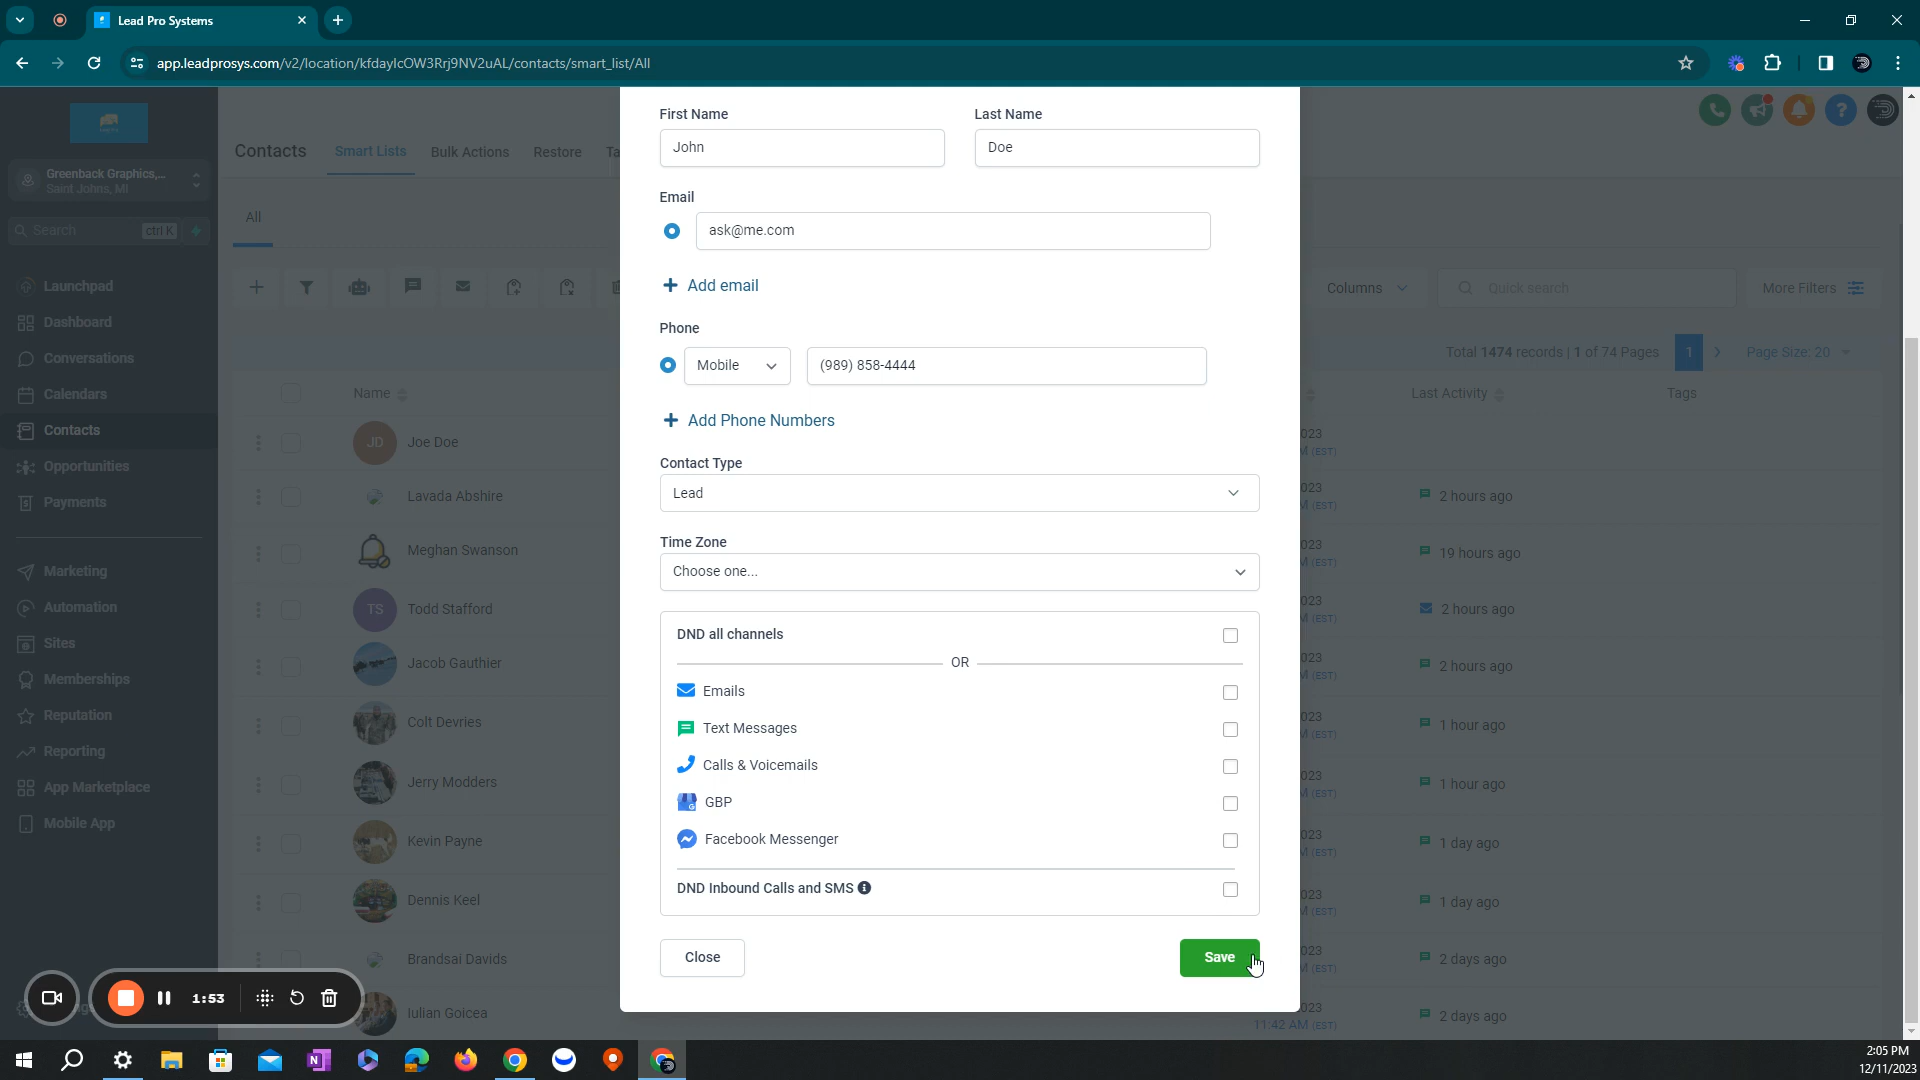 Lead Pro Systems
app.leadprosys.com/v2/location/kfdaylcOW3Rrj9NV2uAL/contacts/smart_list/All
Contacts
Smart Lists
Bulk Actions
Restore
Greenback Graphics,...
Saint Johns, MI
Search
ctrl K
All
Launchpad
Dashboard
Conversations
Calendars
Contacts
Opportunities
Payments
Marketing
Automation
Sites
Memberships
Reputation
Reporting
App Marketplace
Mobile App
First Name
Last Name
John
Doe
Email
ask@me.com
Add email
Phone
Mobile
(989) 858-4444
Add Phone Numbers
Contact Type
Lead
Time Zone
Choose one...
DND all channels
OR
Emails
Text Messages
Calls & Voicemails
GBP
Facebook Messenger
DND Inbound Calls and SMS
Close
Save
Columns
Quick search
More Filters
Total 1474 records | 1 of 74 Pages
1
Page Size: 20
Name
Last Activity
Tags
JD
Joe Doe
Lavada Abshire
2 hours ago
Meghan Swanson
19 hours ago
TS
Todd Stafford
2 hours ago
Jacob Gauthier
2 hours ago
Colt Devries
1 hour ago
Jerry Modders
1 hour ago
Kevin Payne
1 day ago
Dennis Keel
1 day ago
Brandsai Davids
2 days ago
Iulian Goicea
11:42 AM (EST)
2 days ago
1:53
2:05 PM
12/11/2023